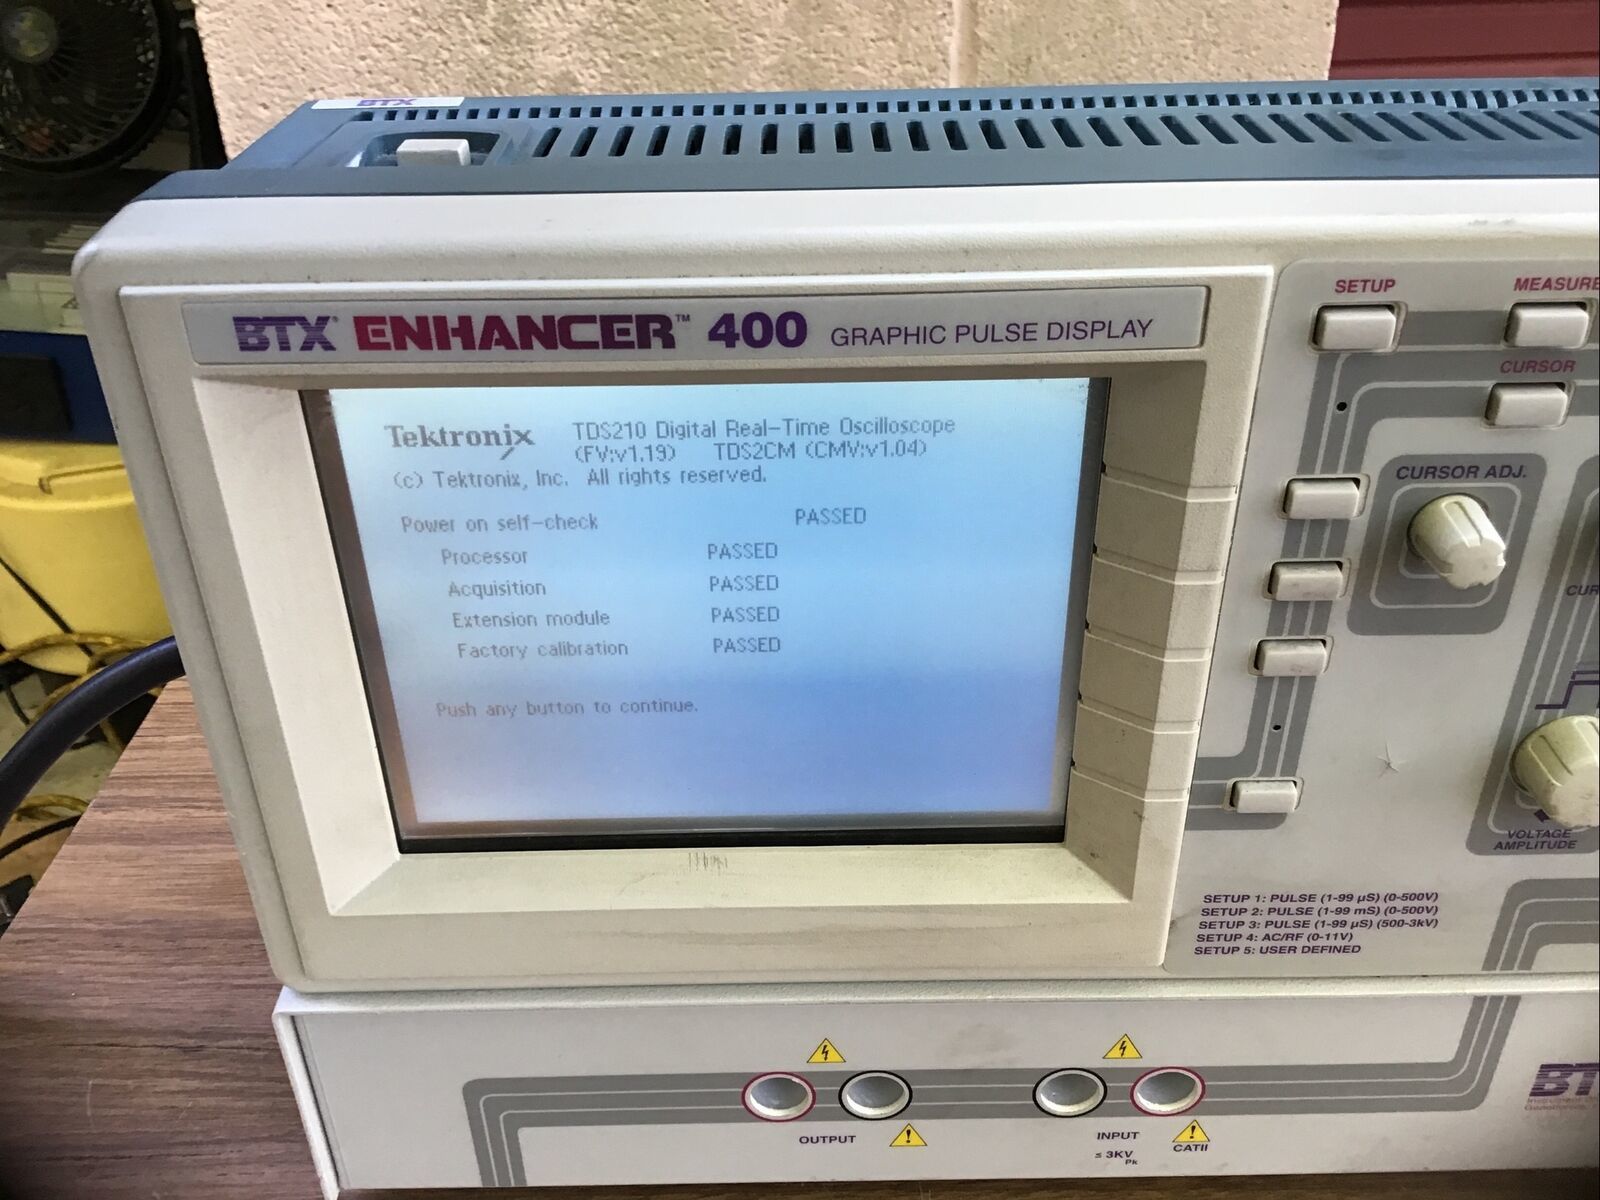 BTX
BTX® ENHANCER™ 400 GRAPHIC PULSE DISPLAY
Tektronix TDS210 Digital Real-Time Oscilloscope
(FV:v1.19) TDS2CM (CMV:v1.04)
(c) Tektronix, Inc. All rights reserved.
Power on self-check PASSED
Processor PASSED
Acquisition PASSED
Extension module PASSED
Factory calibration PASSED
Push any button to continue.
SETUP
MEASURE
CURSOR
CURSOR ADJ.
CUR
VOLTAGE
AMPLITUDE
SETUP 1: PULSE (1-99 µS) (0-500V)
SETUP 2: PULSE (1-99 mS) (0-500V)
SETUP 3: PULSE (1-99 µS) (500-3kV)
SETUP 4: AC/RF (0-11V)
SETUP 5: USER DEFINED
OUTPUT
INPUT
≤ 3KV Pk
CATII
BT